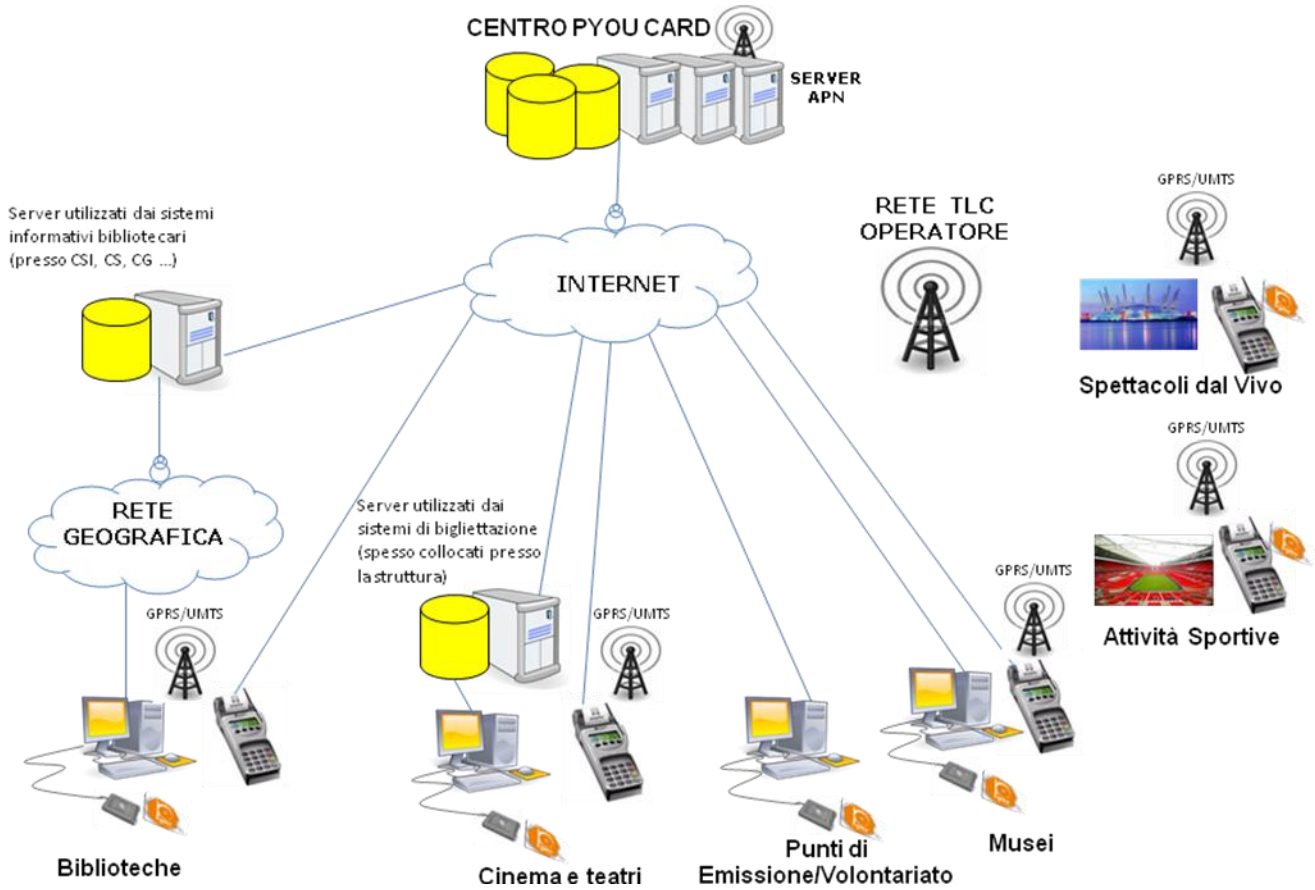 CENTRO PYOU CARD
SERVER
APN
GPRS/UMTS
RETE TLC
OPERATORE
Server utilizzati dai sistemi
informativi bibliotecari
(presso CSI, CS, CG ...)
INTERNET
Spettacoli dal Vivo
GPRS/UMTS
RETE
GEOGRAFICA
Server utilizzati dai
sistemi di bigliettazione
(spesso collocati presso
la struttura)
GPRS/UMTS
GPRS/UMTS
GPRS/UMTS
Attività Sportive
Biblioteche
Cinema e teatri
Punti di
Emissione/Volontariato
Musei